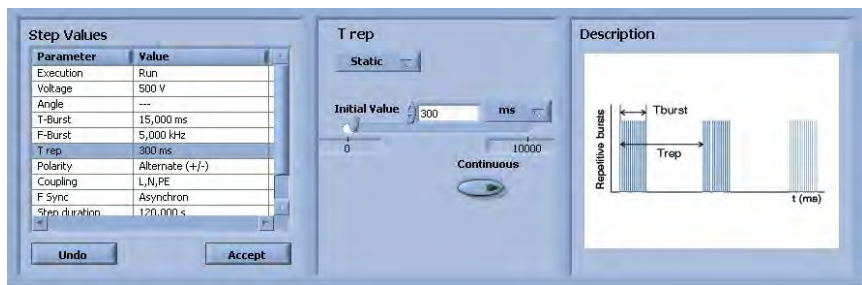 Step Values
Parameter Value
Execution Run
Voltage 500 V
Angle ---
T-Burst 15,000 ms
F-Burst 5,000 kHz
T rep 300 ms
Polarity Alternate (+/-)
Coupling L,N,PE
F Sync Asynchron
Step duration 120,000 s
Undo Accept
T rep
Static
Initial Value 300 ms
0 10000
Continuous
Description
Repetitive bursts
Tburst
Trep
t (ms)